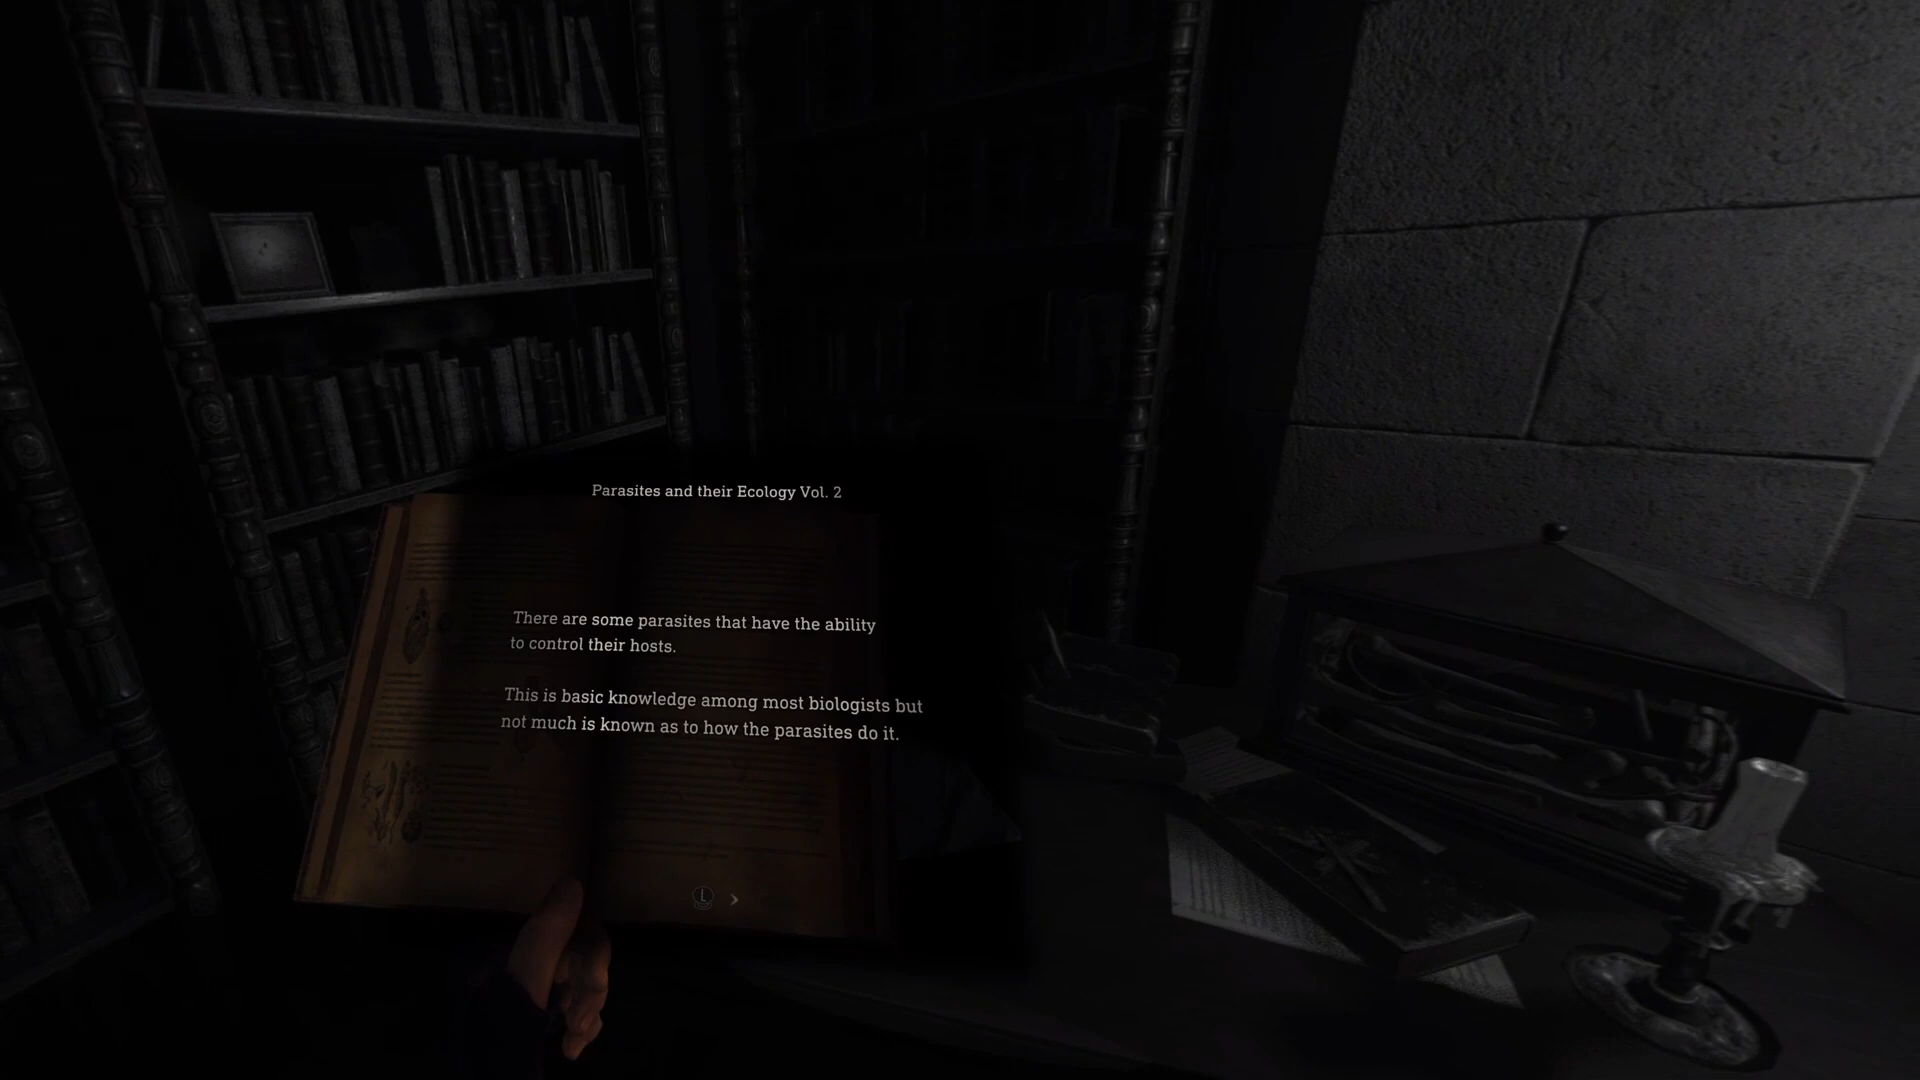 Parasites and their Ecology Vol. 2
There are some parasites that have the ability
to control their hosts.
This is basic knowledge among most biologists but
not much is known as to how the parasites do it.
L